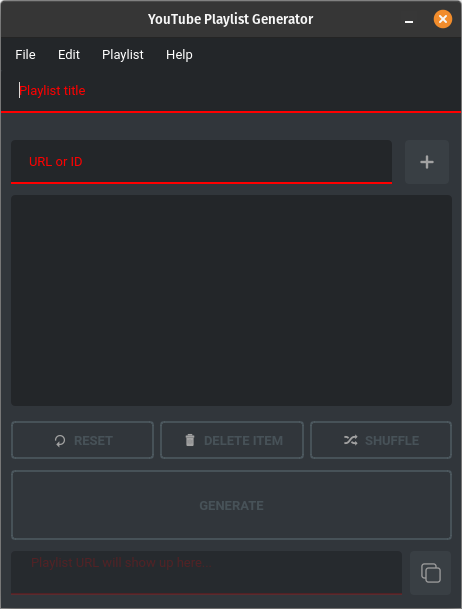 YouTube Playlist Generator
File Edit Playlist Help
Playlist title
URL or ID
RESET DELETE ITEM SHUFFLE
GENERATE
Playlist URL will show up here...